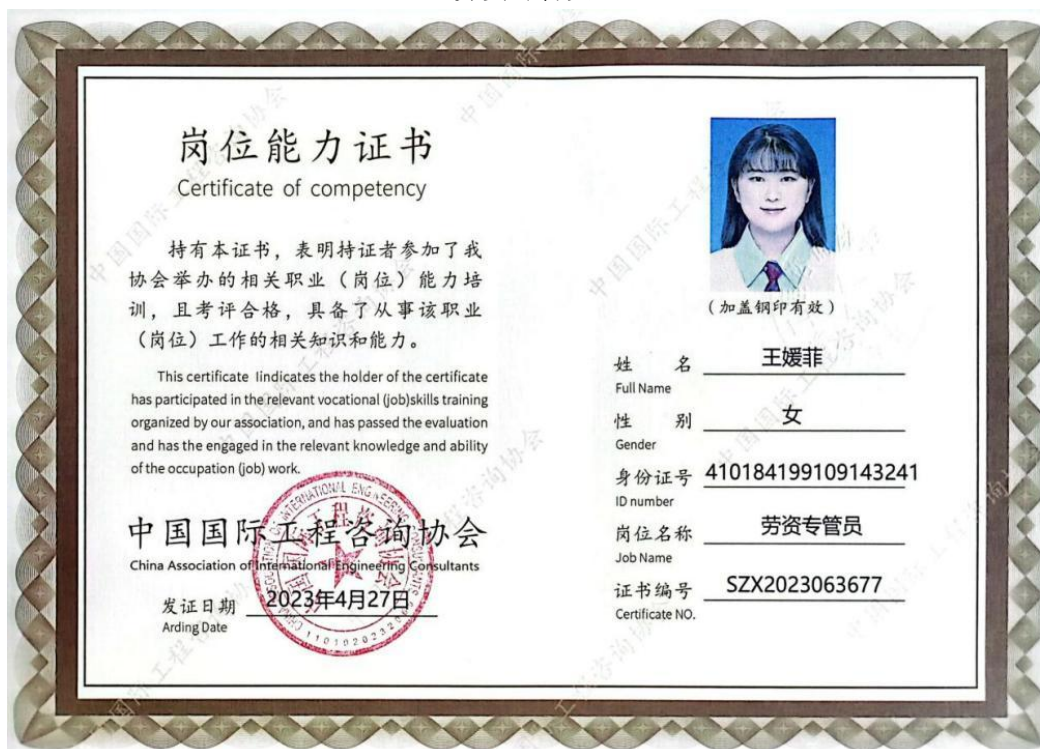 岗位能力证书
Certificate of competency
持有本证书，表明持证者参加了我
协会举办的相关职业（岗位）能力培
训，且考评合格，具备了从事该职业
（岗位）工作的相关知识和能力。
This certificate Iindicates the holder of the certificate
has participated in the relevant vocational (job)skills training
organized by our association, and has passed the evaluation
and has the engaged in the relevant knowledge and ability
of the occupation (job) work.
中国国际工程咨询协会
China Association of International Engineering Consultants
发证日期 2023年4月27日
Arding Date
（加盖钢印有效）
姓 名 王媛菲
Full Name
性 别 女
Gender
身份证号 410184199109143241
ID number
岗位名称 劳资专管员
Job Name
证书编号 SZX2023063677
Certificate NO.